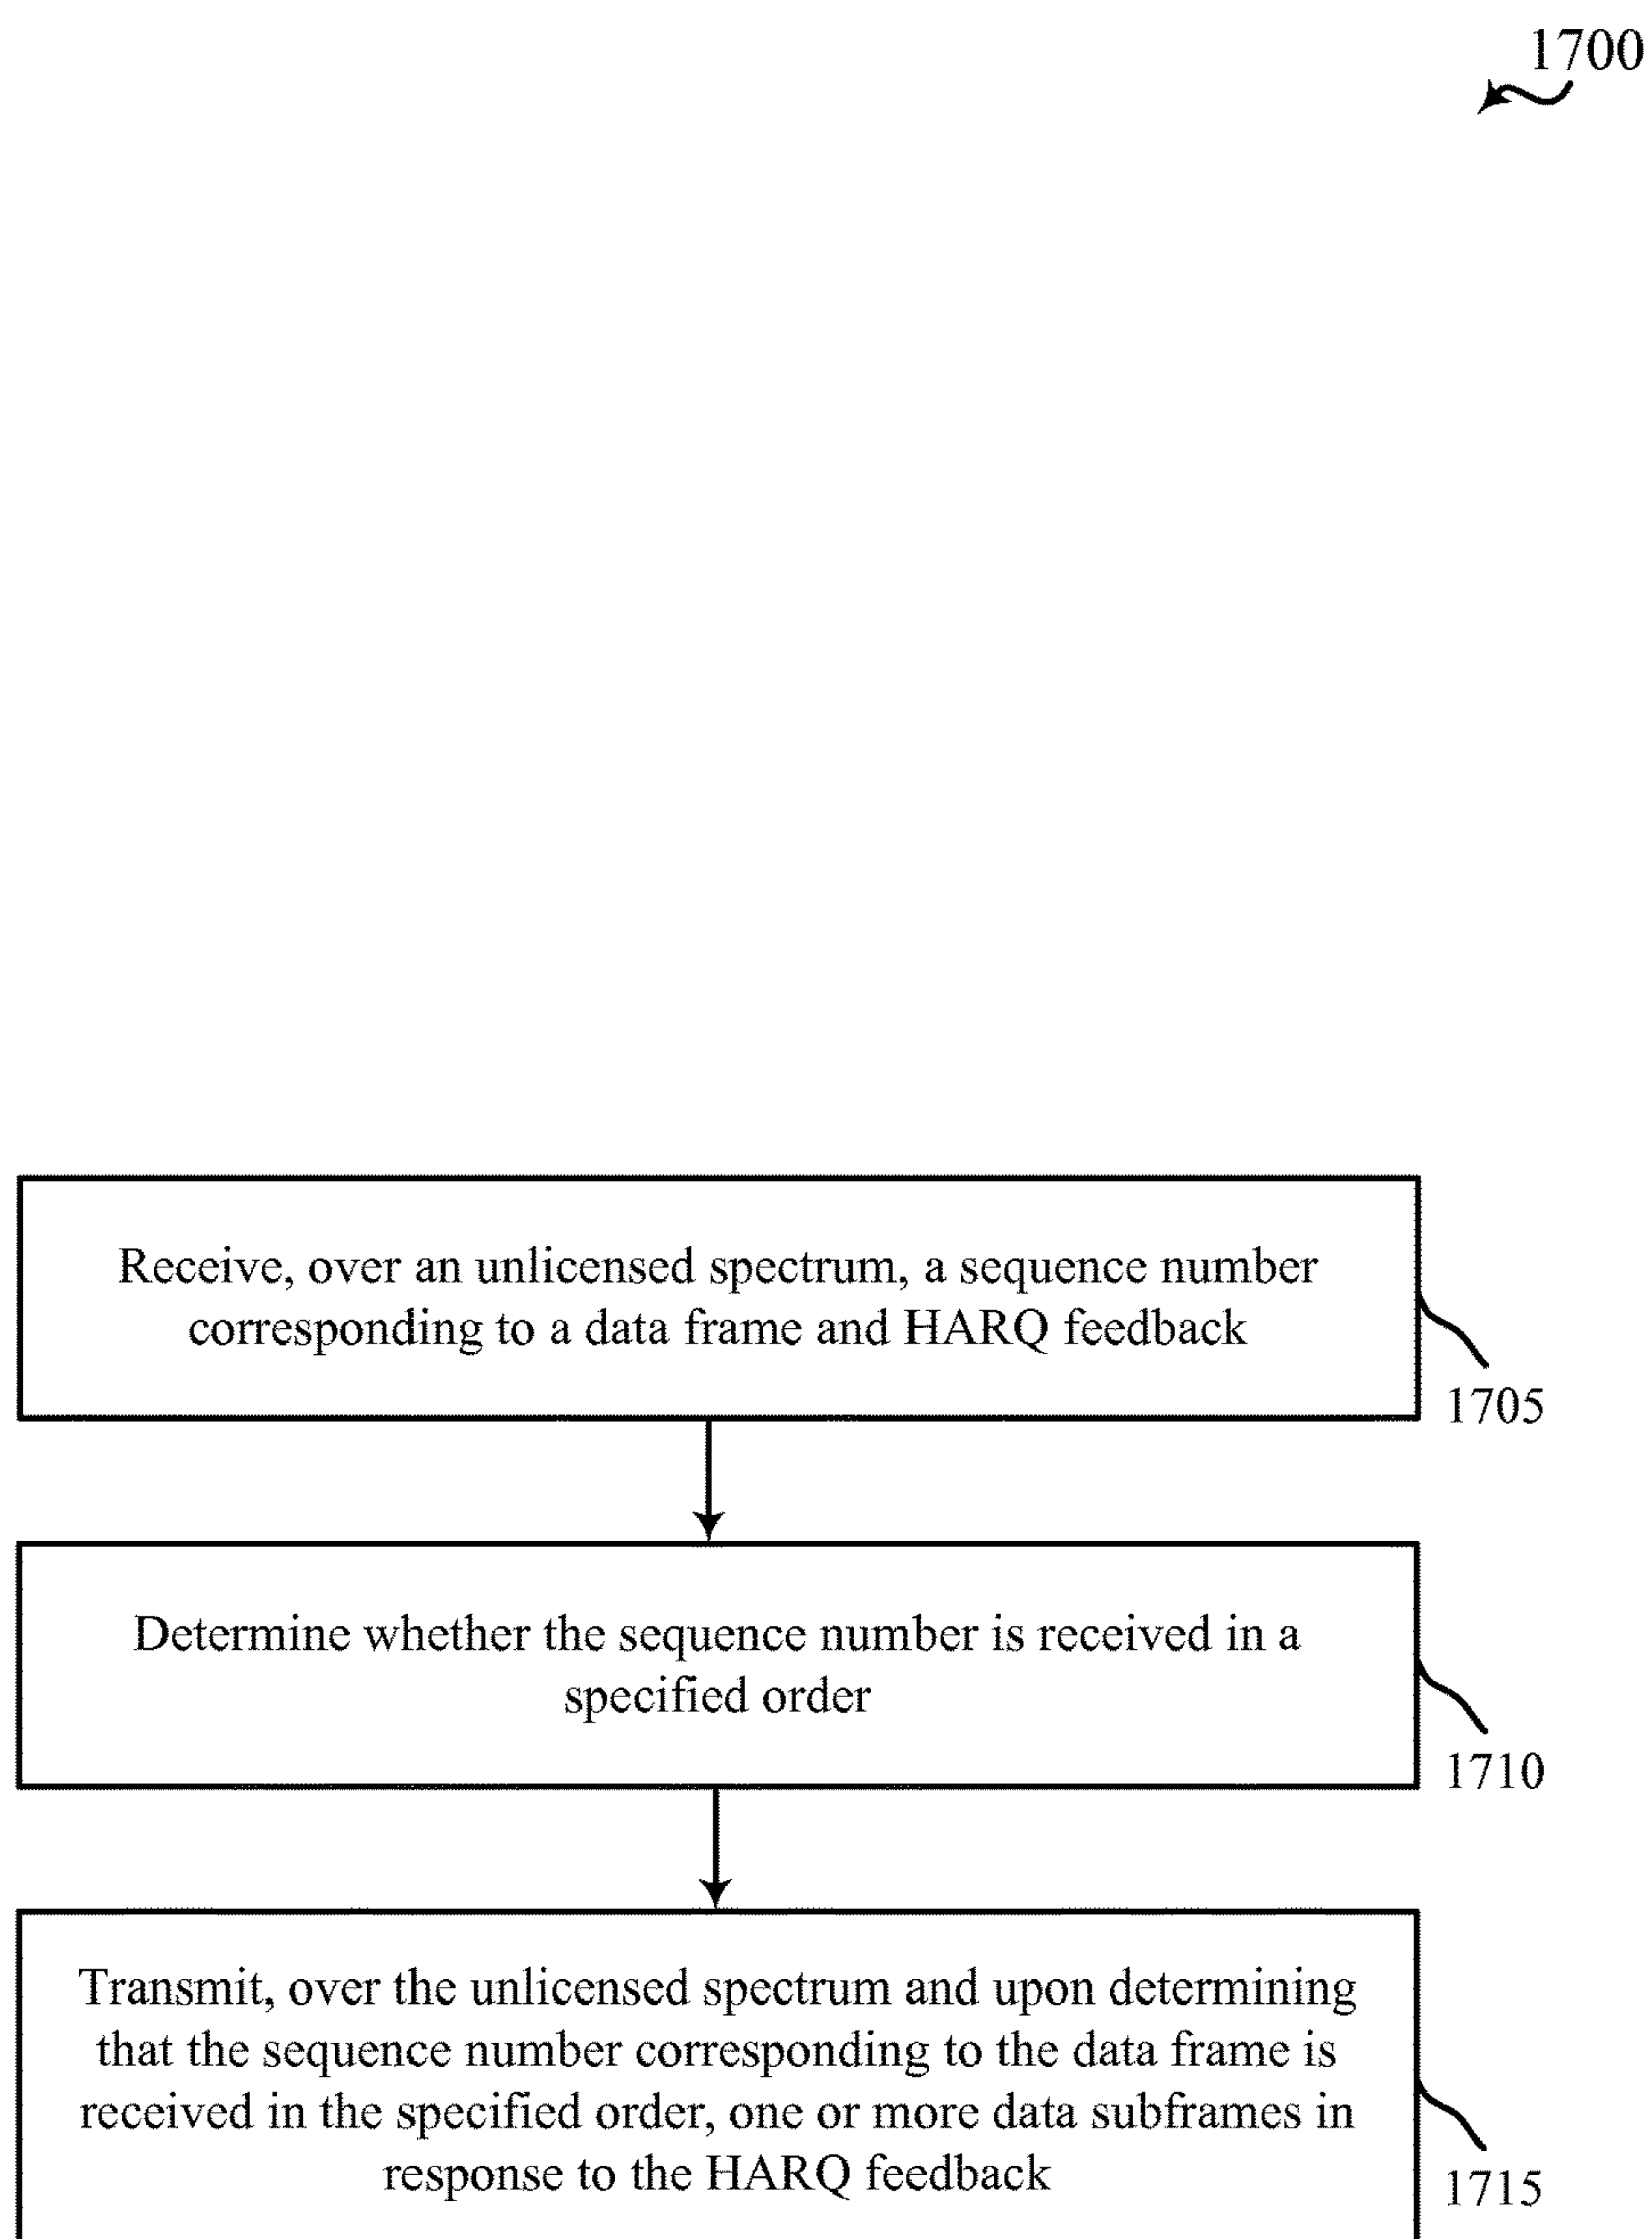 1700
Receive, over an unlicensed spectrum, a sequence number
corresponding to a data frame and HARQ feedback
1705
Determine whether the sequence number is received in a
specified order
1710
Transmit, over the unlicensed spectrum and upon determining
that the sequence number corresponding to the data frame is
received in the specified order, one or more data subframes in
response to the HARQ feedback
1715